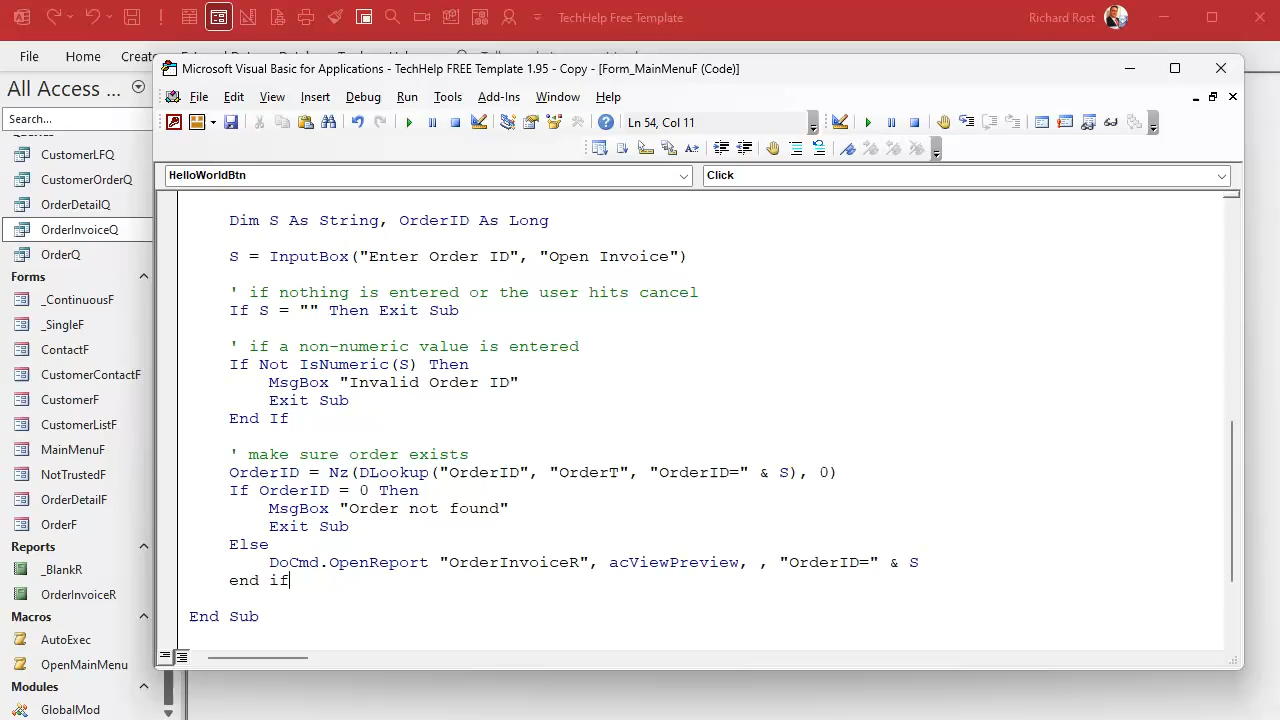 TechHelp Free Template
Richard Rost
File
Home
Create
All Access ...
Search...
CustomerLFQ
CustomerOrderQ
OrderDetailQ
OrderInvoiceQ
OrderQ
Forms
_ContinuousF
_SingleF
ContactF
CustomerContactF
CustomerF
CustomerListF
MainMenuF
NotTrustedF
OrderDetailF
OrderF
Reports
_BlankR
OrderInvoiceR
Macros
AutoExec
OpenMainMenu
Modules
GlobalMod
Microsoft Visual Basic for Applications - TechHelp FREE Template 1.95 - Copy - [Form_MainMenuF (Code)]
File Edit View Insert Format Debug Run Tools Add-Ins Window Help
Ln 54, Col 11
HelloWorldBtn
Click
Dim S As String, OrderID As Long
S = InputBox("Enter Order ID", "Open Invoice")
' if nothing is entered or the user hits cancel
If S = "" Then Exit Sub
' if a non-numeric value is entered
If Not IsNumeric(S) Then
MsgBox "Invalid Order ID"
Exit Sub
End If
' make sure order exists
OrderID = Nz(DLookup("OrderID", "OrderT", "OrderID=" & S), 0)
If OrderID = 0 Then
MsgBox "Order not found"
Exit Sub
Else
DoCmd.OpenReport "OrderInvoiceR", acViewPreview, , "OrderID=" & S
end if
End Sub